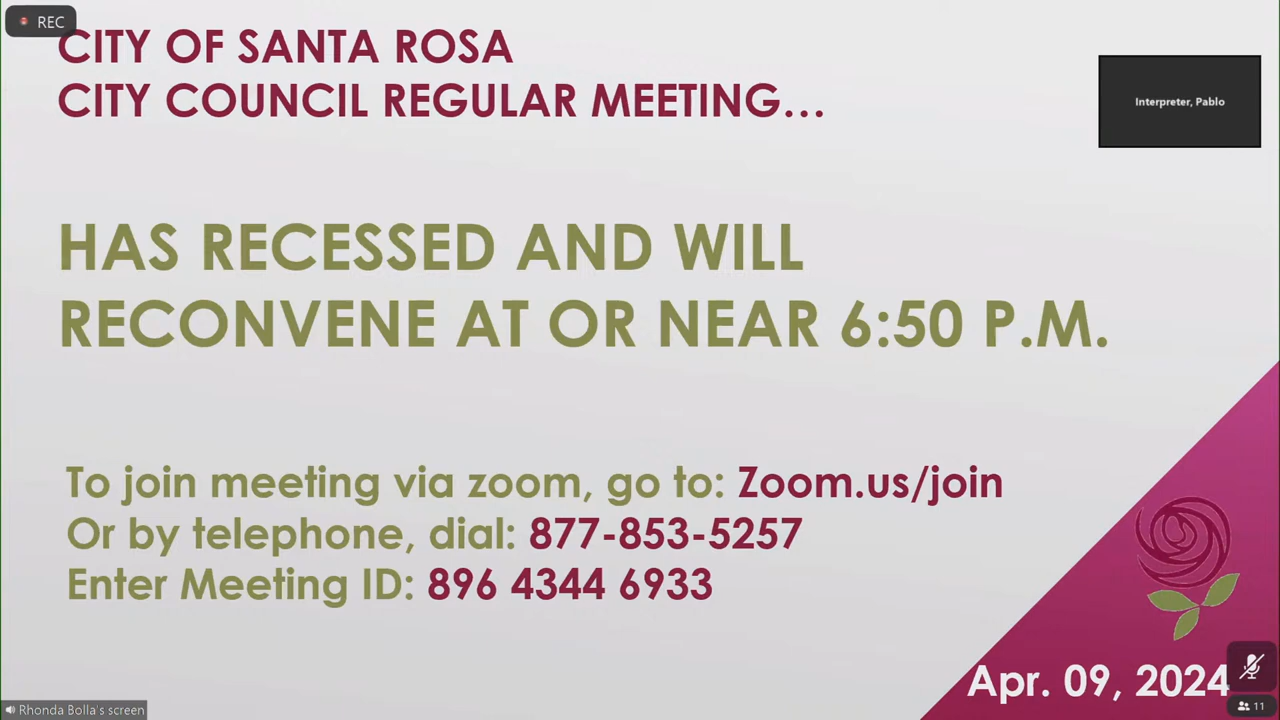 REC
CITY OF SANTA ROSA
CITY COUNCIL REGULAR MEETING...
Interpreter, Pablo
HAS RECESSED AND WILL
RECONVENE AT OR NEAR 6:50 P.M.
To join meeting via zoom, go to: Zoom.us/join
Or by telephone, dial: 877-853-5257
Enter Meeting ID: 896 4344 6933
Apr. 09, 2024
Rhonda Bolla's screen
11